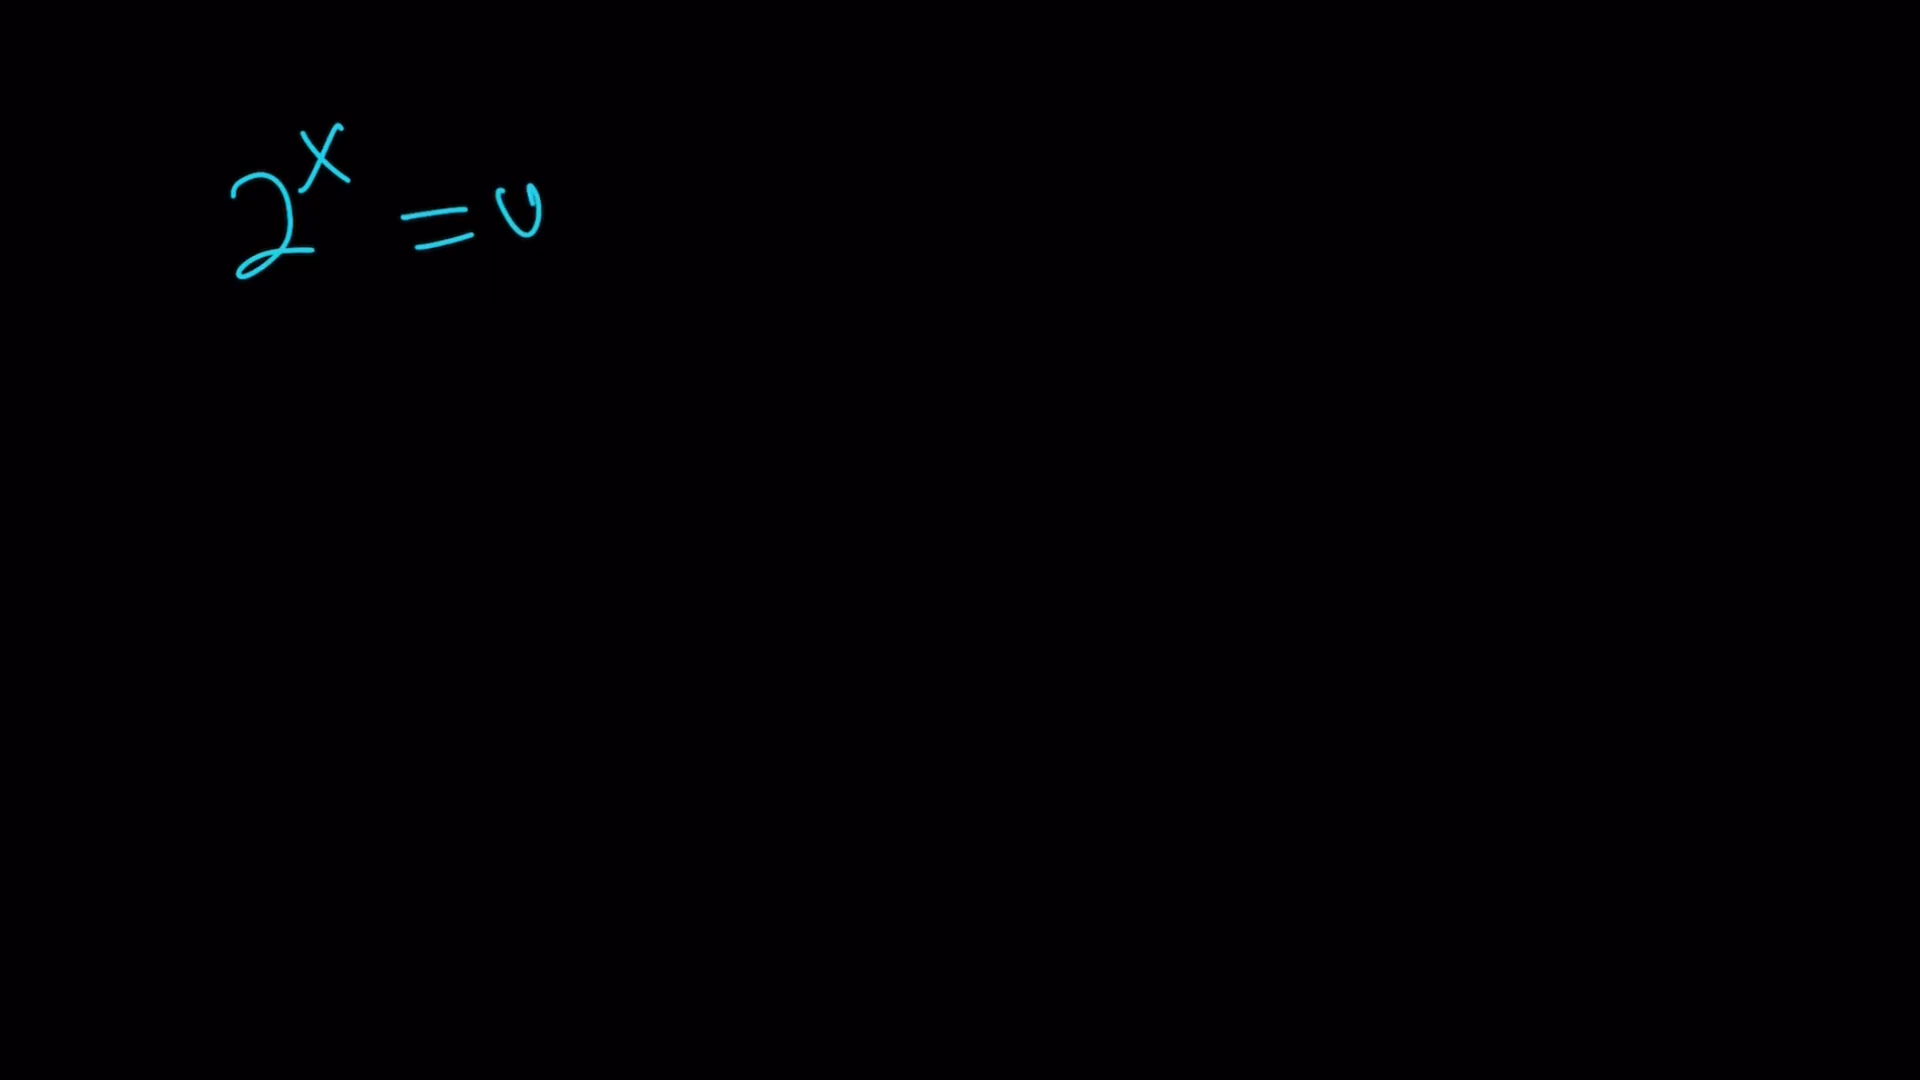 2^x = 0